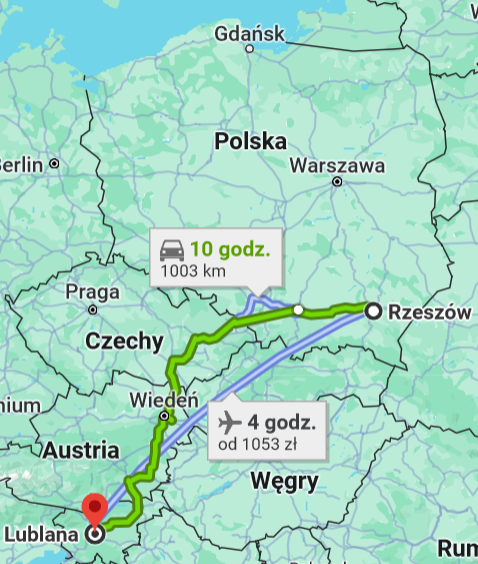 Gdańsk
Polska
Berlin
Warszawa
10 godz.
1003 km
Praga
Rzeszów
Czechy
Wiedeń
4 godz.
od 1053 zł
Austria
Węgry
Lublana